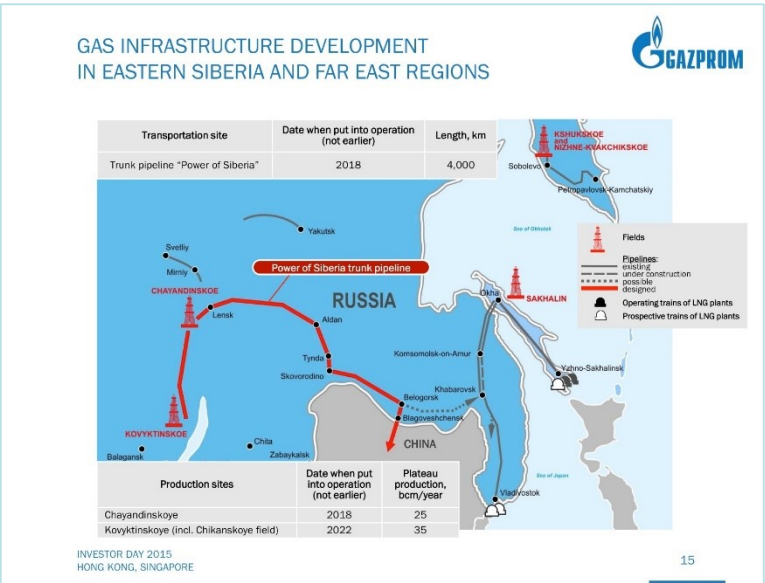 GAS INFRASTRUCTURE DEVELOPMENT
IN EASTERN SIBERIA AND FAR EAST REGIONS
GAZPROM
Transportation site
Date when put into operation
(not earlier)
Length, km
Trunk pipeline "Power of Siberia"
2018
4,000
KSHUKSKOE
and
NIZHNE-KVAKCHIKSKOE
Sobolevo
Petropavlovsk-Kamchatskiy
Sea of Okhotsk
Yakutsk
Svetliy
Mirniy
Power of Siberia trunk pipeline
CHAYANDINSKOE
Lensk
RUSSIA
Aldan
Tynda
Skovorodino
Okha
SAKHALIN
Komsomolsk-on-Amur
Yzhno-Sakhalinsk
Khabarovsk
Belogorsk
Blagoveshchensk
KOVYKTINSKOE
CHINA
Chita
Balagansk
Zabaykalsk
Sea of Japan
Vladivostok
Fields
Pipelines:
existing
under construction
possible
designed
Operating trains of LNG plants
Prospective trains of LNG plants
Production sites
Date when put
into operation
(not earlier)
Plateau
production,
bcm/year
Chayandinskoye
2018
25
Kovyktinskoye (incl. Chikanskoye field)
2022
35
INVESTOR DAY 2015
HONG KONG, SINGAPORE
15